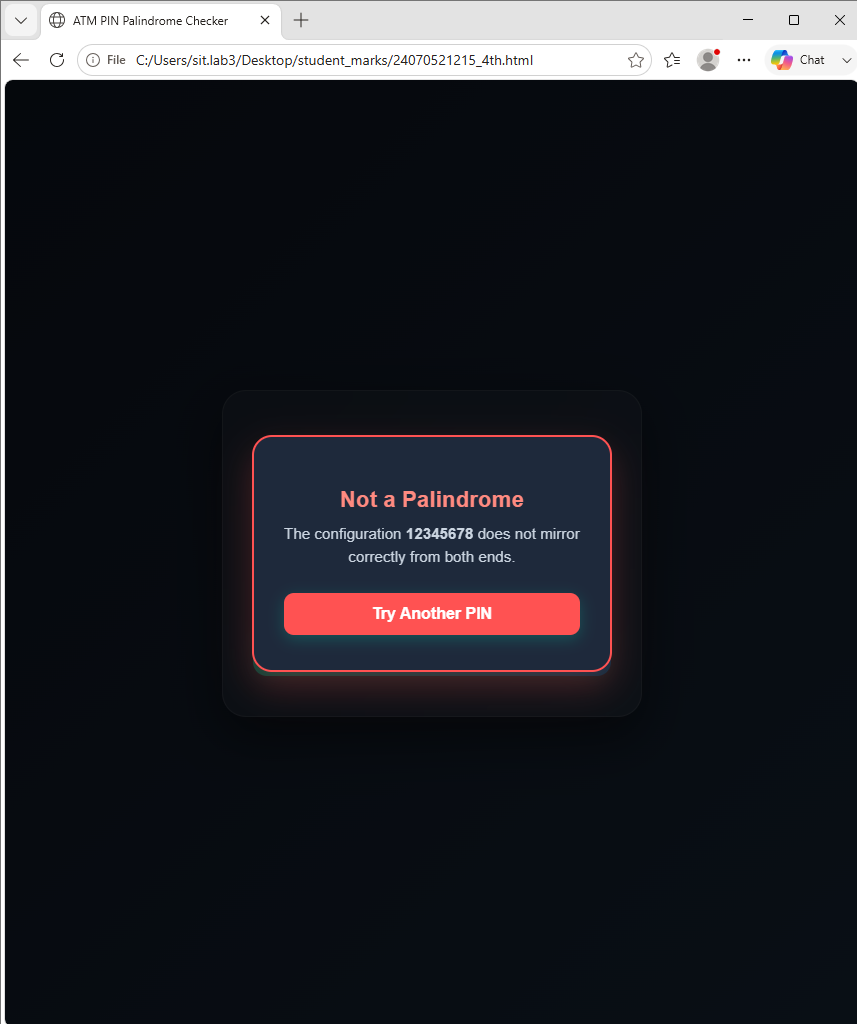 ATM PIN Palindrome Checker
File C:/Users/sit.lab3/Desktop/student_marks/24070521215_4th.html
Chat
Not a Palindrome
The configuration 12345678 does not mirror
correctly from both ends.
Try Another PIN